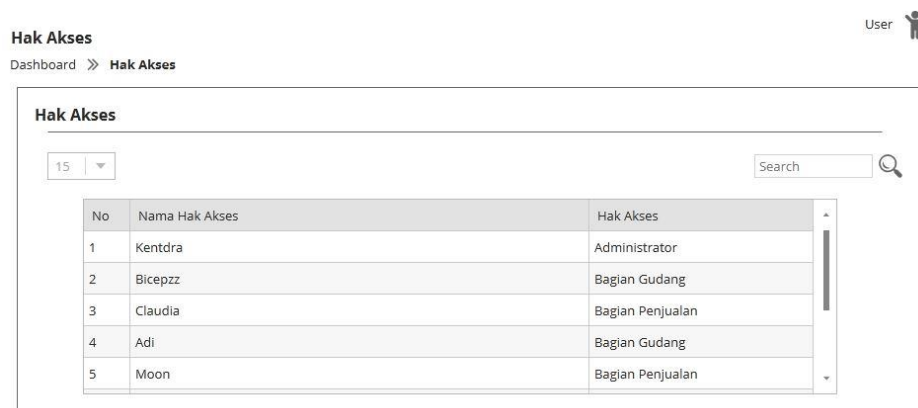 User
Hak Akses
Dashboard >> Hak Akses
Hak Akses
15
Search
No Nama Hak Akses Hak Akses
1 Kentdra Administrator
2 Bicepzz Bagian Gudang
3 Claudia Bagian Penjualan
4 Adi Bagian Gudang
5 Moon Bagian Penjualan